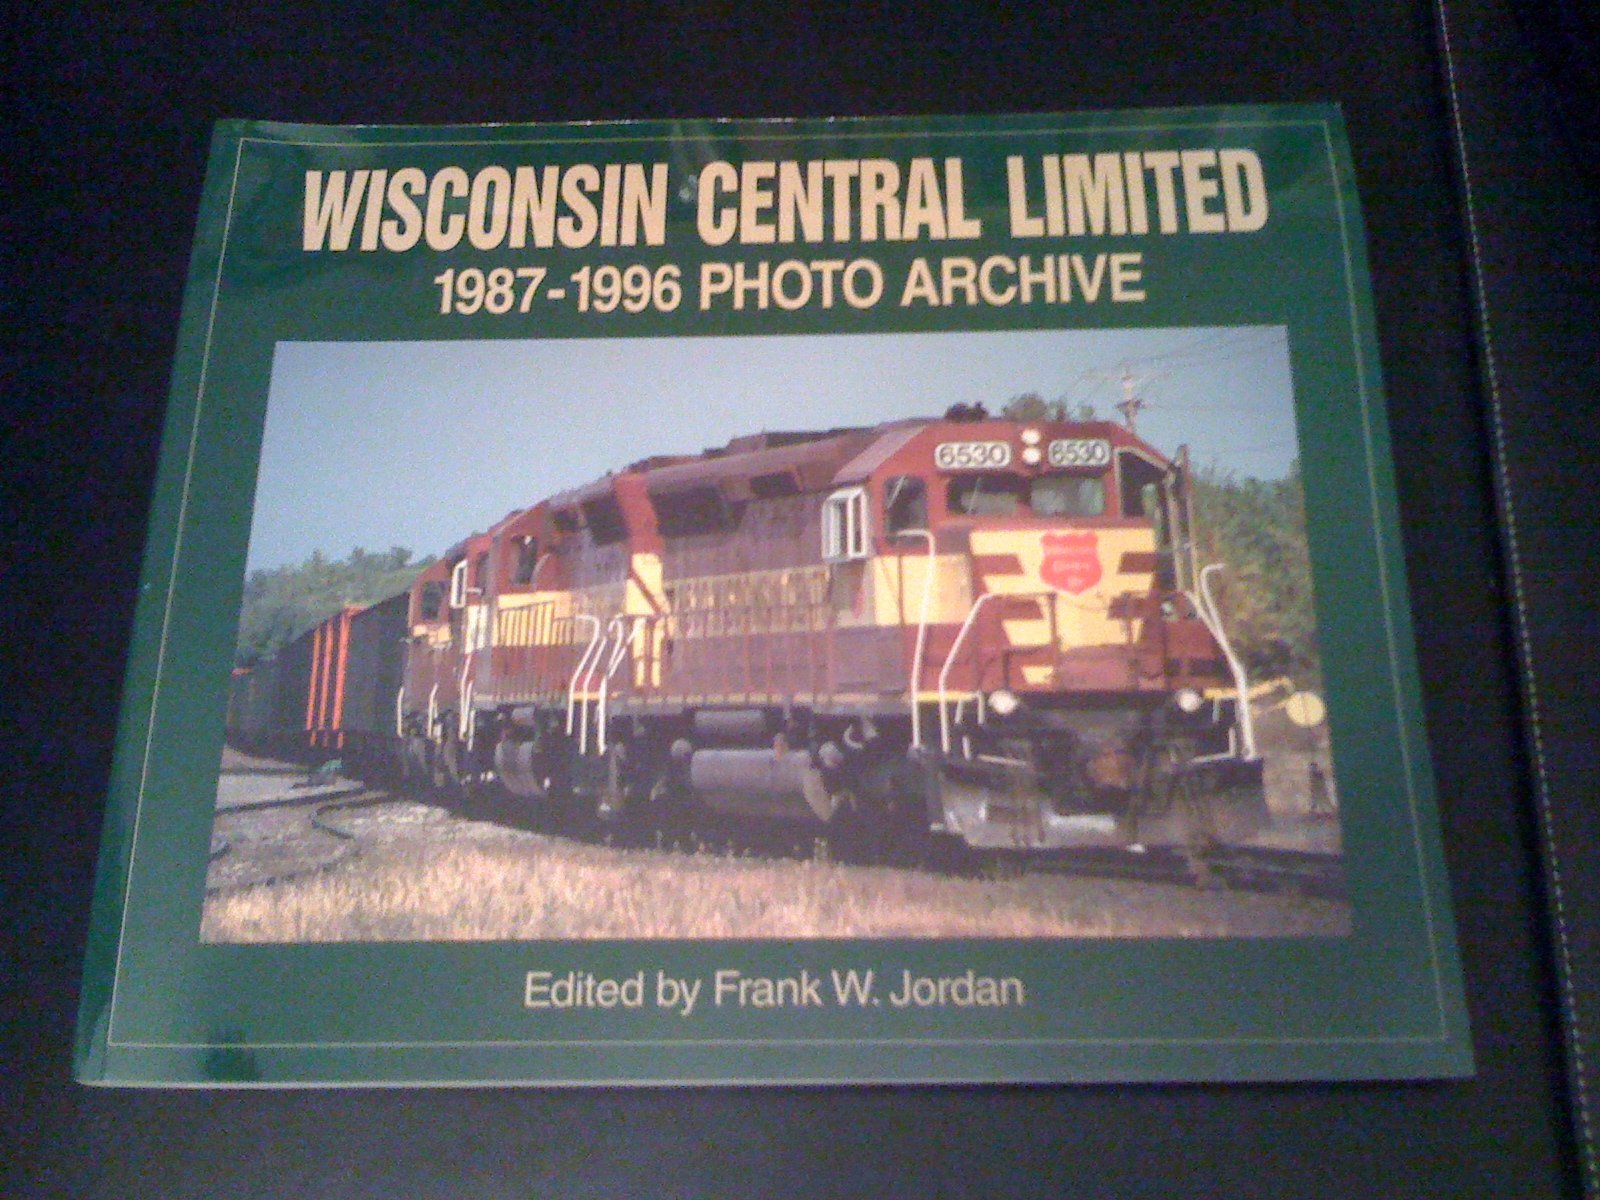 WISCONSIN CENTRAL LIMITED
1987-1996 PHOTO ARCHIVE
6530 6530
Edited by Frank W. Jordan